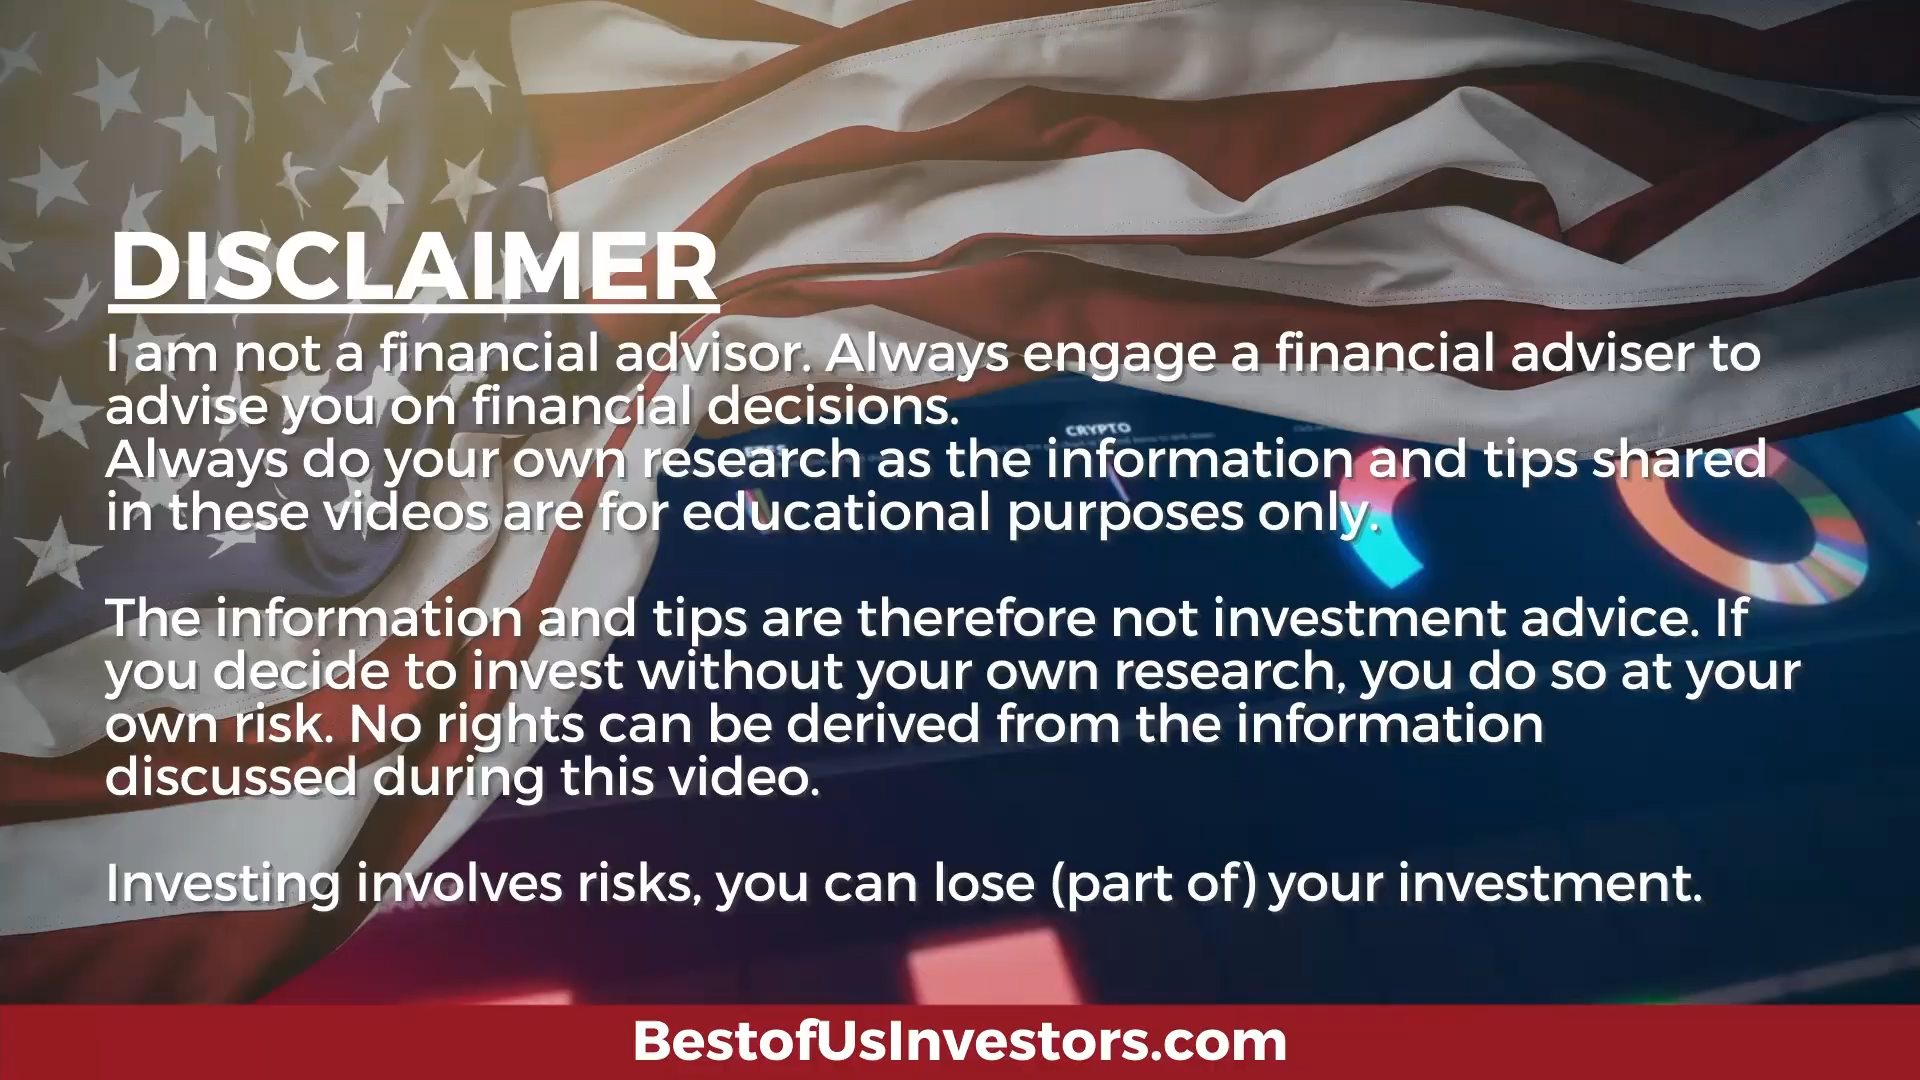 DISCLAIMER
I am not a financial advisor. Always engage a financial adviser to
advise you on financial decisions.
CRYPTO
Always do your own research as the information and tips shared
in these videos are for educational purposes only.
The information and tips are therefore not investment advice. If
you decide to invest without your own research, you do so at your
own risk. No rights can be derived from the information
discussed during this video.
Investing involves risks, you can lose (part of) your investment.
BestofUsInvestors.com